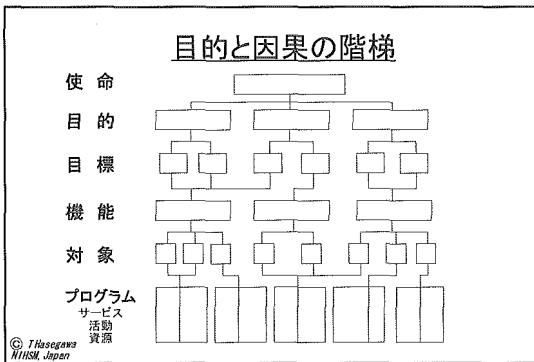 目的と因果の階梯
使命
目的
目標
機能
対象
プログラム
サービス
活動
資源
© THasegawa
NIHSM, Japan